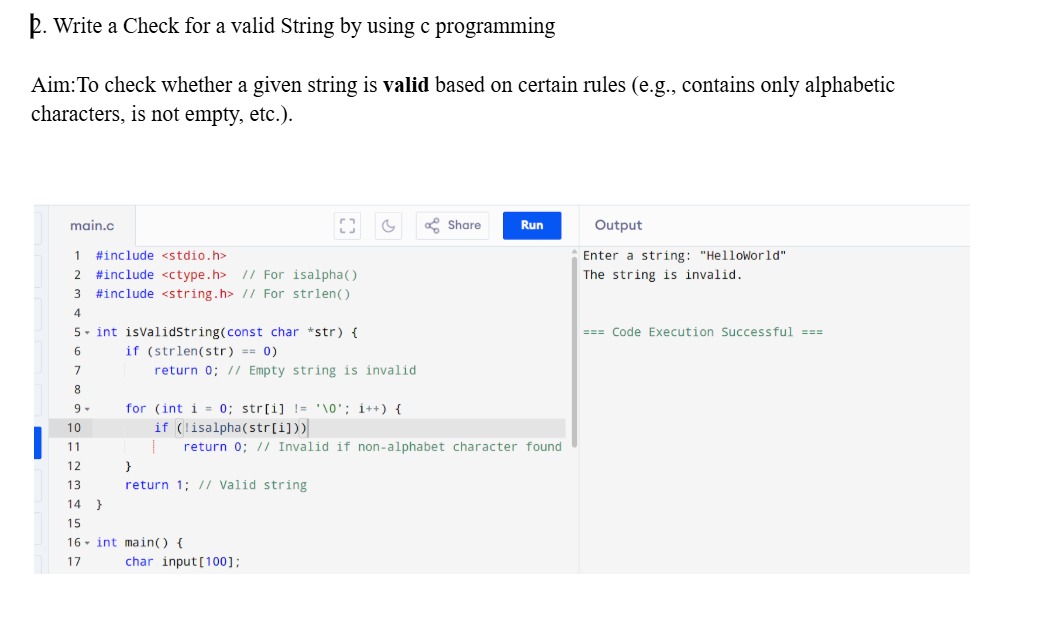 2. Write a Check for a valid String by using c programming
Aim:To check whether a given string is valid based on certain rules (e.g., contains only alphabetic
characters, is not empty, etc.).
main.c
Share
Run
Output
1 #include <stdio.h>
2 #include <ctype.h> // For isalpha()
3 #include <string.h> // For strlen()
4
5 int isValidString(const char *str) {
6 if (strlen(str) == 0)
7 return 0; // Empty string is invalid
8
9 for (int i = 0; str[i] != '\0'; i++) {
10 if (!isalpha(str[i]))
11 return 0; // Invalid if non-alphabet character found
12 }
13 return 1; // Valid string
14 }
15
16 int main() {
17 char input[100];
Enter a string: "HelloWorld"
The string is invalid.
=== Code Execution Successful ===